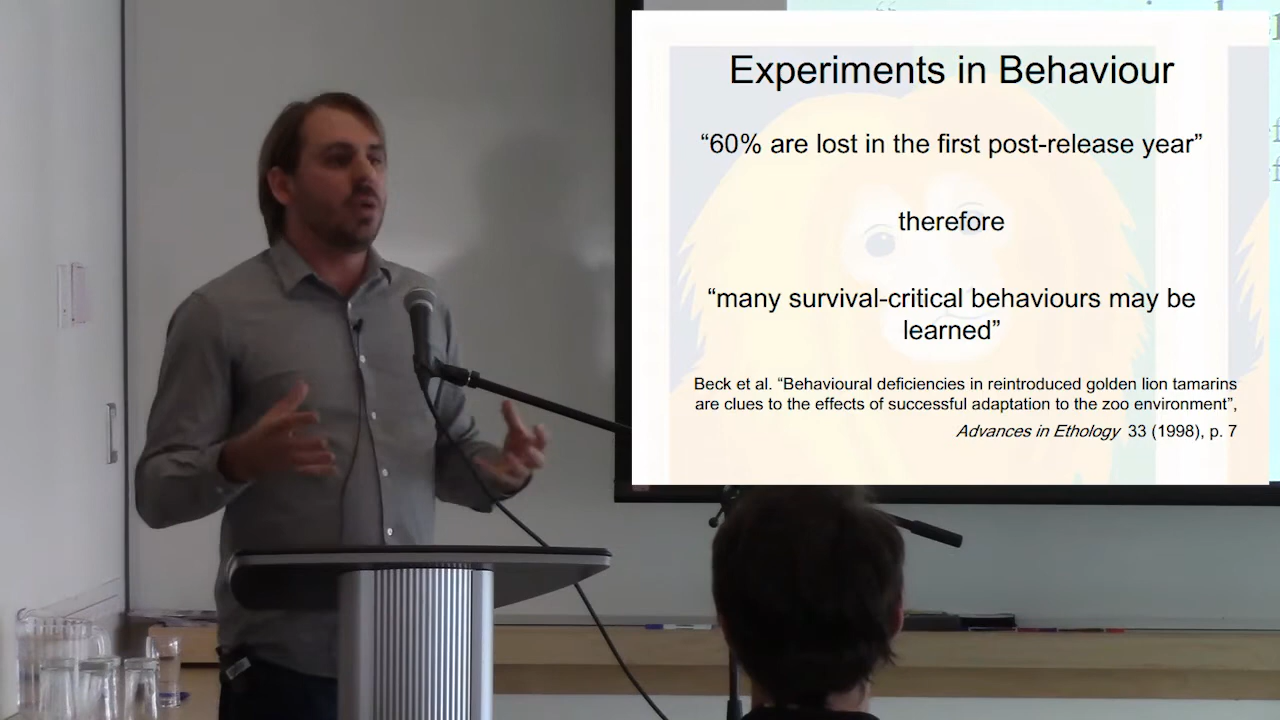 Experiments in Behaviour
“60% are lost in the first post-release year”
therefore
“many survival-critical behaviours may be
learned”
Beck et al. “Behavioural deficiencies in reintroduced golden lion tamarins
are clues to the effects of successful adaptation to the zoo environment”,
Advances in Ethology 33 (1998), p. 7